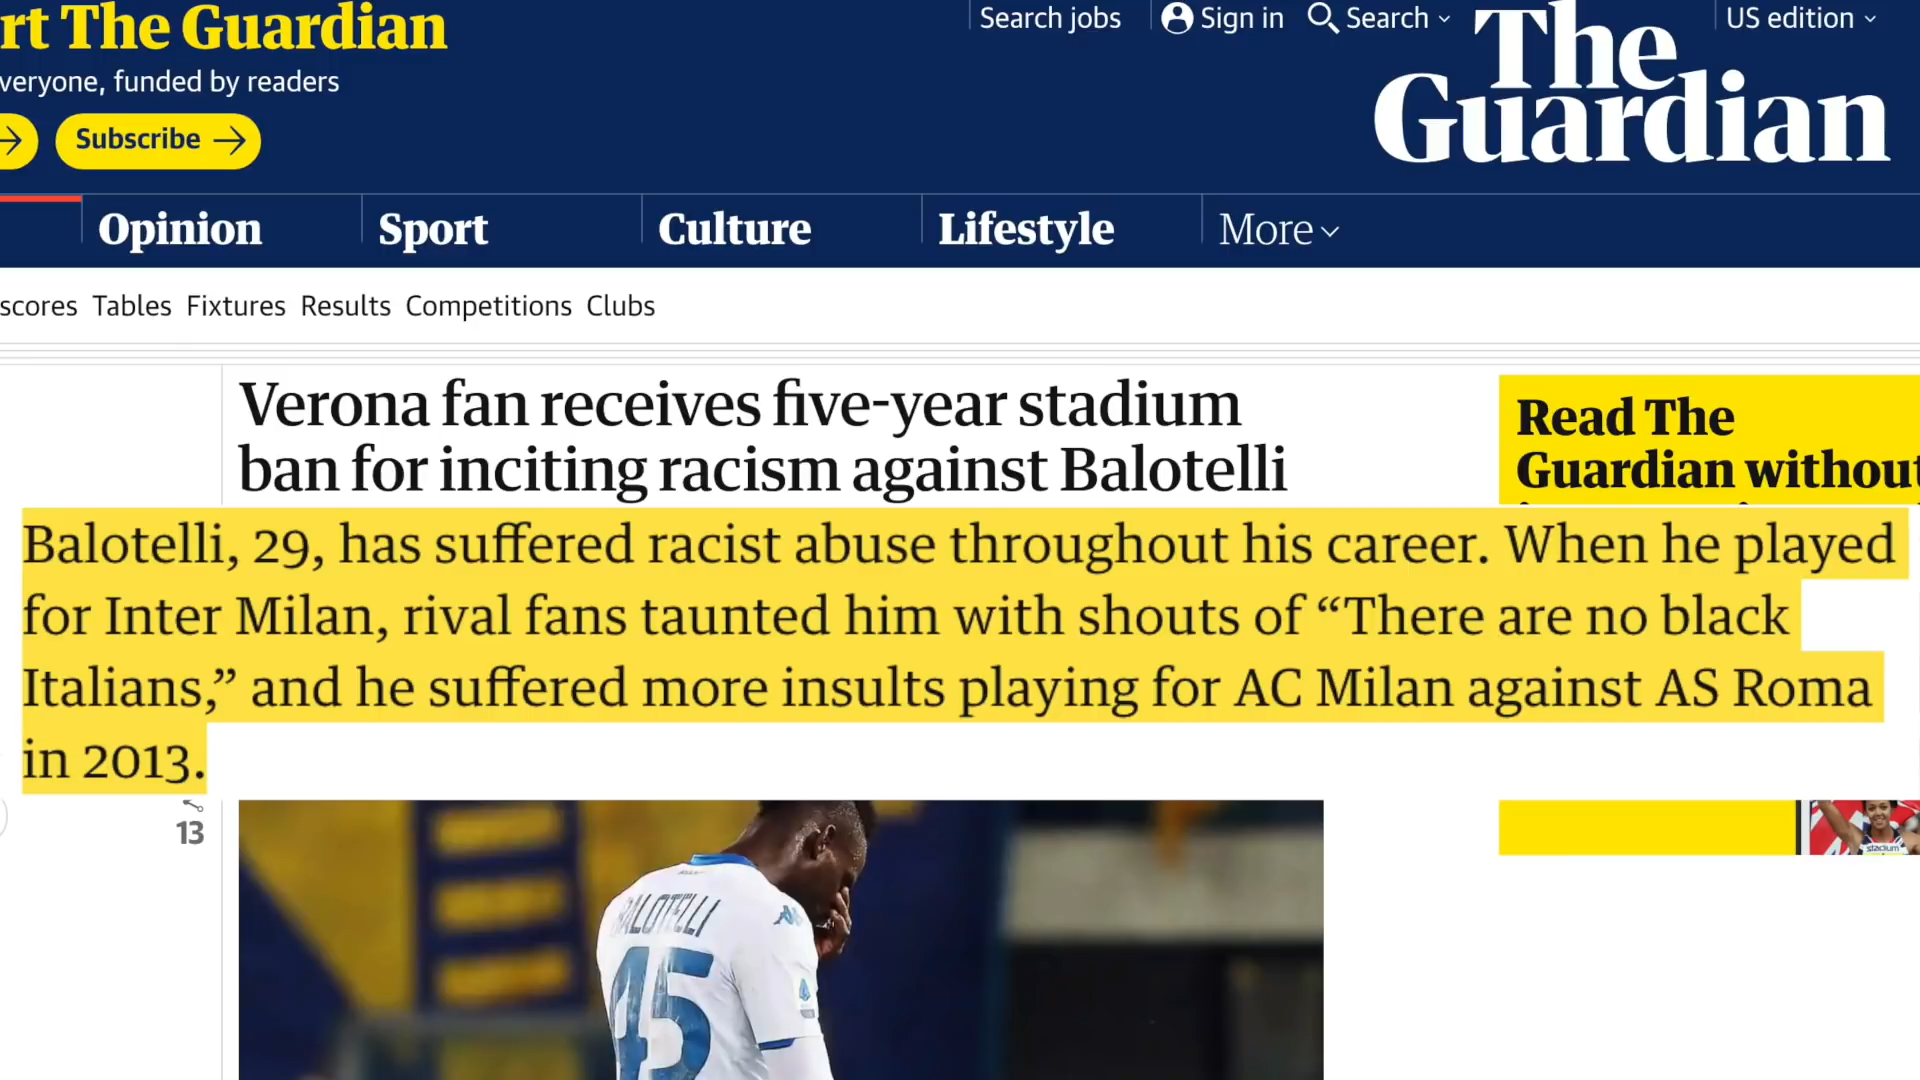 rt The Guardian
veryone, funded by readers
Subscribe
Search jobs
Sign in
Search
US edition
The
Guardian
Opinion
Sport
Culture
Lifestyle
More
scores Tables Fixtures Results Competitions Clubs
Verona fan receives five-year stadium
ban for inciting racism against Balotelli
Read The
Guardian without
Balotelli, 29, has suffered racist abuse throughout his career. When he played
for Inter Milan, rival fans taunted him with shouts of “There are no black
Italians,” and he suffered more insults playing for AC Milan against AS Roma
in 2013.
13
BALOTELLI
45
stadium